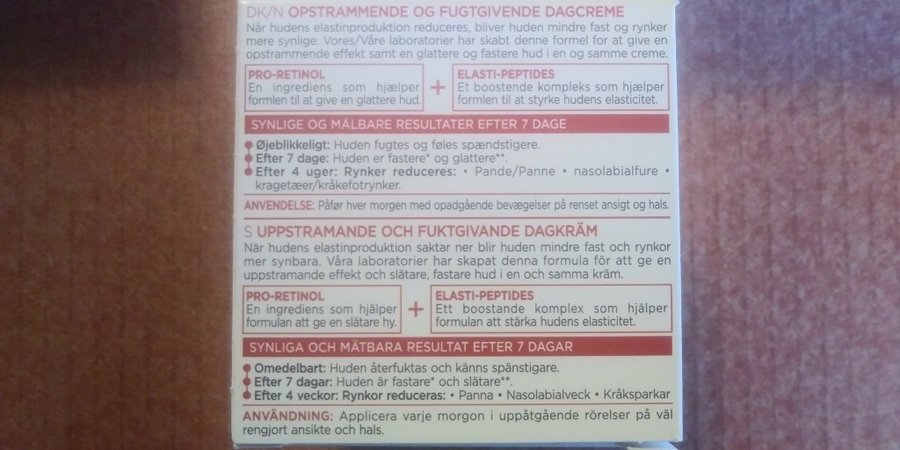 DK/N OPSTRAMMENDE OG FUGTGIVENDE DAGCREME
Når hudens elastinproduktion reduceres, bliver huden mindre fast og rynker
mere synlige. Vores/Våre laboratorier har skabt denne formel for at give en
opstrammende effekt samt en glattere og fastere hud i en og samme creme.
PRO-RETINOL
En ingrediens som hjælper
formlen til at give en glattere hud.
+
ELASTI-PEPTIDES
Et boostende kompleks som hjælper
formlen til at styrke hudens elasticitet.
SYNLIGE OG MÅLBARE RESULTATER EFTER 7 DAGE
• Øjeblikkeligt: Huden fugtes og føles spændstigere.
• Efter 7 dage: Huden er fastere* og glattere**.
• Efter 4 uger: Rynker reduceres: • Pande/Panne • nasolabialfure •
kragetæer/kråkefotrynker.
ANVENDELSE: Påfør hver morgen med opadgående bevægelser på renset ansigt og hals.
S UPPSTRAMANDE OCH FUKTGIVANDE DAGKRÄM
När hudens elastinproduktion saktar ner blir huden mindre fast och rynkor
mer synbara. Våra laboratorier har skapat denna formula för att ge en
uppstramande effekt och slätare, fastare hud i en och samma kräm.
PRO-RETINOL
En ingrediens som hjälper
formulan att ge en slätare hy.
+
ELASTI-PEPTIDES
Ett boostande komplex som hjälper
formulan att stärka hudens elasticitet.
SYNLIGA OCH MÄTBARA RESULTAT EFTER 7 DAGAR
• Omedelbart: Huden återfuktas och känns spänstigare.
• Efter 7 dagar: Huden är fastare* och slätare**.
• Efter 4 veckor: Rynkor reduceras: • Panna • Nasolabialveck • Kråksparkar
ANVÄNDNING: Applicera varje morgon i uppåtgående rörelser på väl
rengjort ansikte och hals.